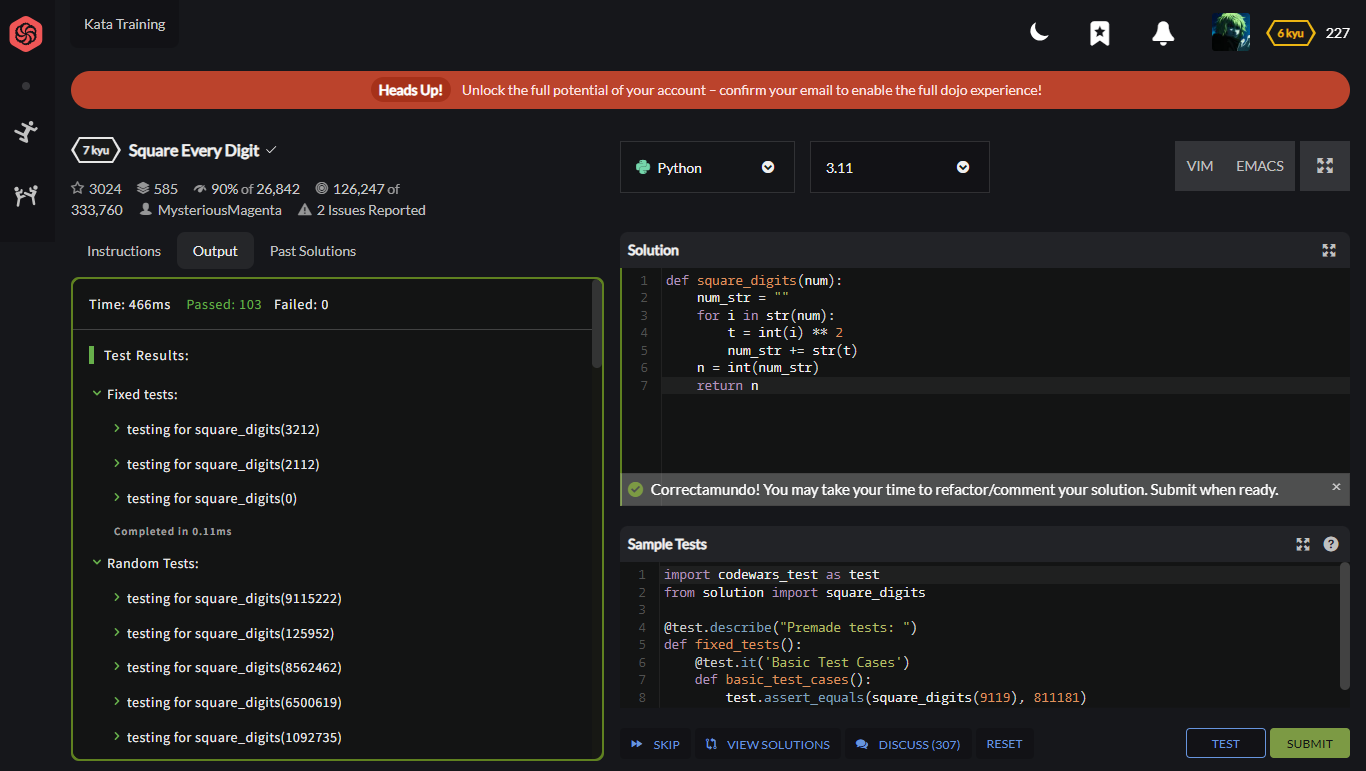 Kata Training
6 kyu 227
Heads Up! Unlock the full potential of your account – confirm your email to enable the full dojo experience!
7 kyu Square Every Digit
3024 585 90% of 26,842 126,247 of
333,760 MysteriousMagenta 2 Issues Reported
Instructions Output Past Solutions
Time: 466ms Passed: 103 Failed: 0
Test Results:
Fixed tests:
testing for square_digits(3212)
testing for square_digits(2112)
testing for square_digits(0)
Completed in 0.11ms
Random Tests:
testing for square_digits(9115222)
testing for square_digits(125952)
testing for square_digits(8562462)
testing for square_digits(6500619)
testing for square_digits(1092735)
Python 3.11 VIM EMACS
Solution
1 def square_digits(num):
2 num_str = ""
3 for i in str(num):
4 t = int(i) ** 2
5 num_str += str(t)
6 n = int(num_str)
7 return n
Correctamundo! You may take your time to refactor/comment your solution. Submit when ready. ×
Sample Tests ?
1 import codewars_test as test
2 from solution import square_digits
3
4 @test.describe("Premade tests: ")
5 def fixed_tests():
6 @test.it('Basic Test Cases')
7 def basic_test_cases():
8 test.assert_equals(square_digits(9119), 811181)
SKIP VIEW SOLUTIONS DISCUSS (307) RESET TEST SUBMIT